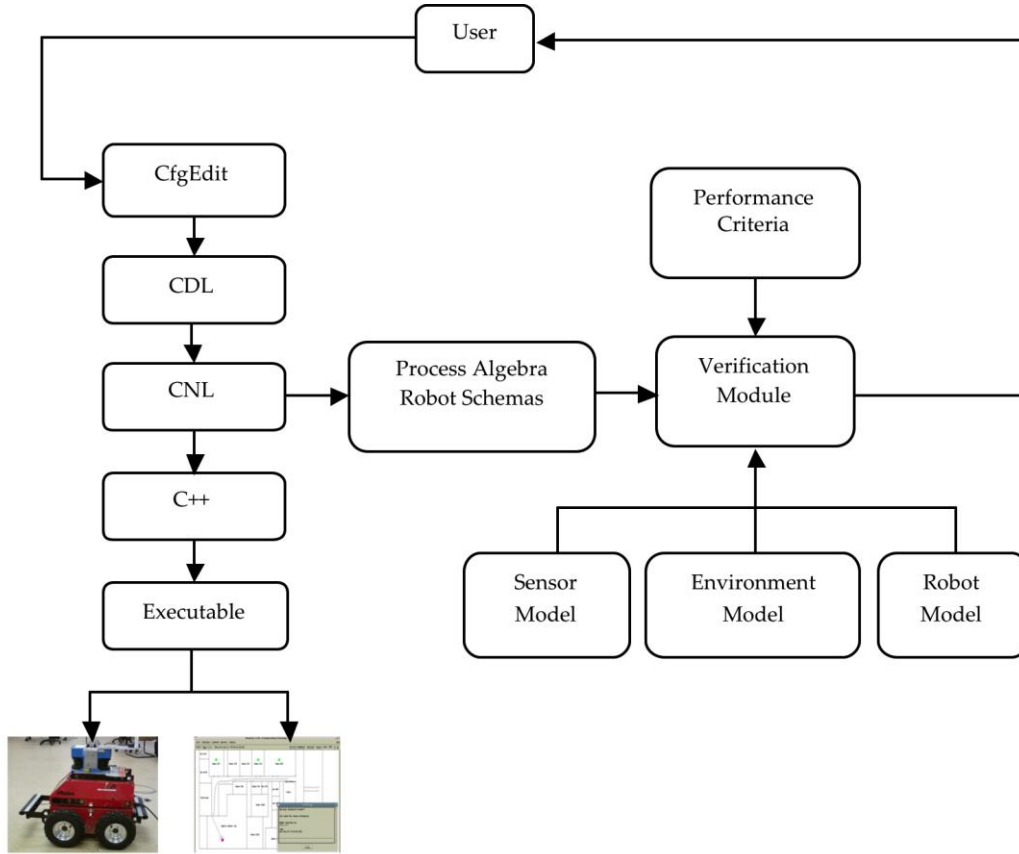 User
CfgEdit
Performance
Criteria
CDL
CNL
Process Algebra
Robot Schemas
Verification
Module
C++
Sensor
Model
Environment
Model
Robot
Model
Executable